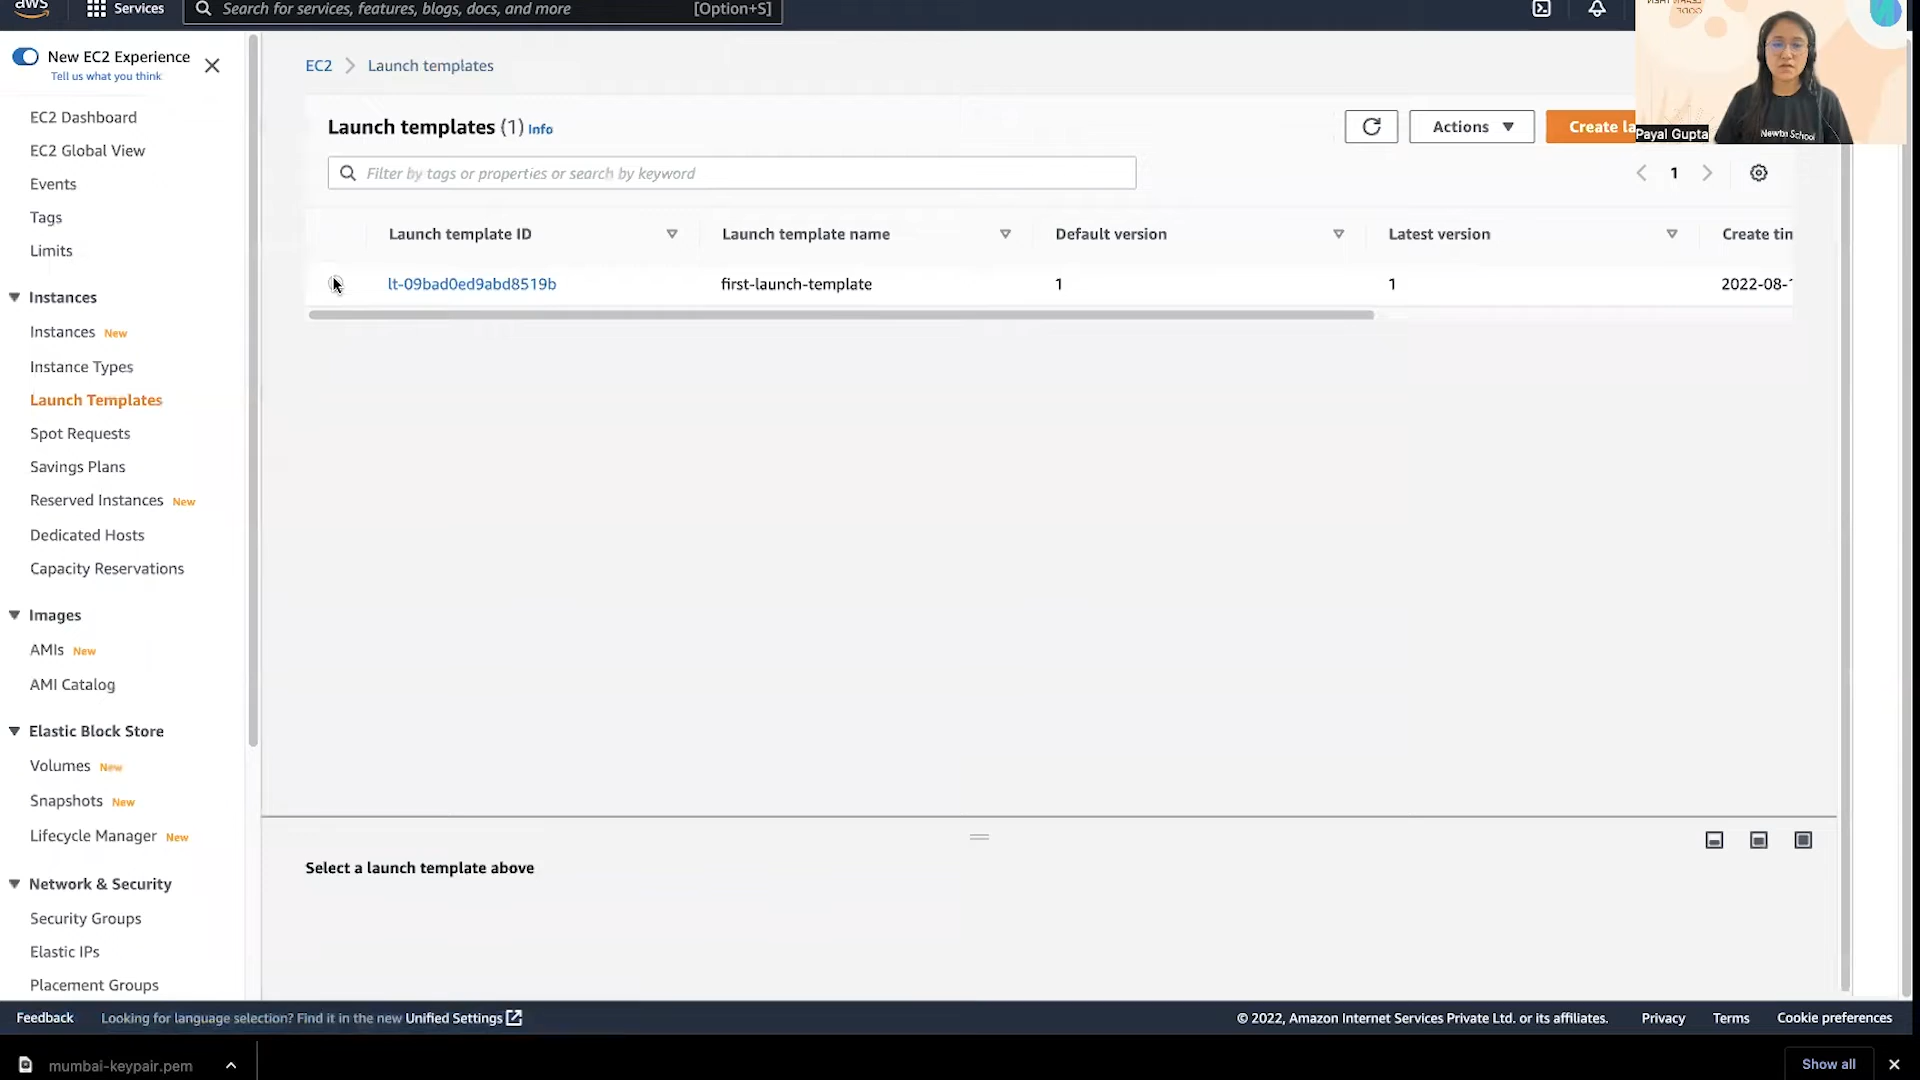 aws
Services
Search for services, features, blogs, docs, and more
[Option+S]
New EC2 Experience
Tell us what you think
EC2 Dashboard
EC2 Global View
Events
Tags
Limits
Instances
Instances New
Instance Types
Launch Templates
Spot Requests
Savings Plans
Reserved Instances New
Dedicated Hosts
Capacity Reservations
Images
AMIs New
AMI Catalog
Elastic Block Store
Volumes New
Snapshots New
Lifecycle Manager New
Network & Security
Security Groups
Elastic IPs
Placement Groups
EC2 > Launch templates
Launch templates (1) Info
Actions
Create la
Filter by tags or properties or search by keyword
1
Launch template ID
Launch template name
Default version
Latest version
Create tim
lt-09bad0ed9abd8519b
first-launch-template
1
1
2022-08-1
Select a launch template above
Payal Gupta
Newton School
Feedback
Looking for language selection? Find it in the new Unified Settings
© 2022, Amazon Internet Services Private Ltd. or its affiliates.
Privacy
Terms
Cookie preferences
mumbai-keypair.pem
Show all